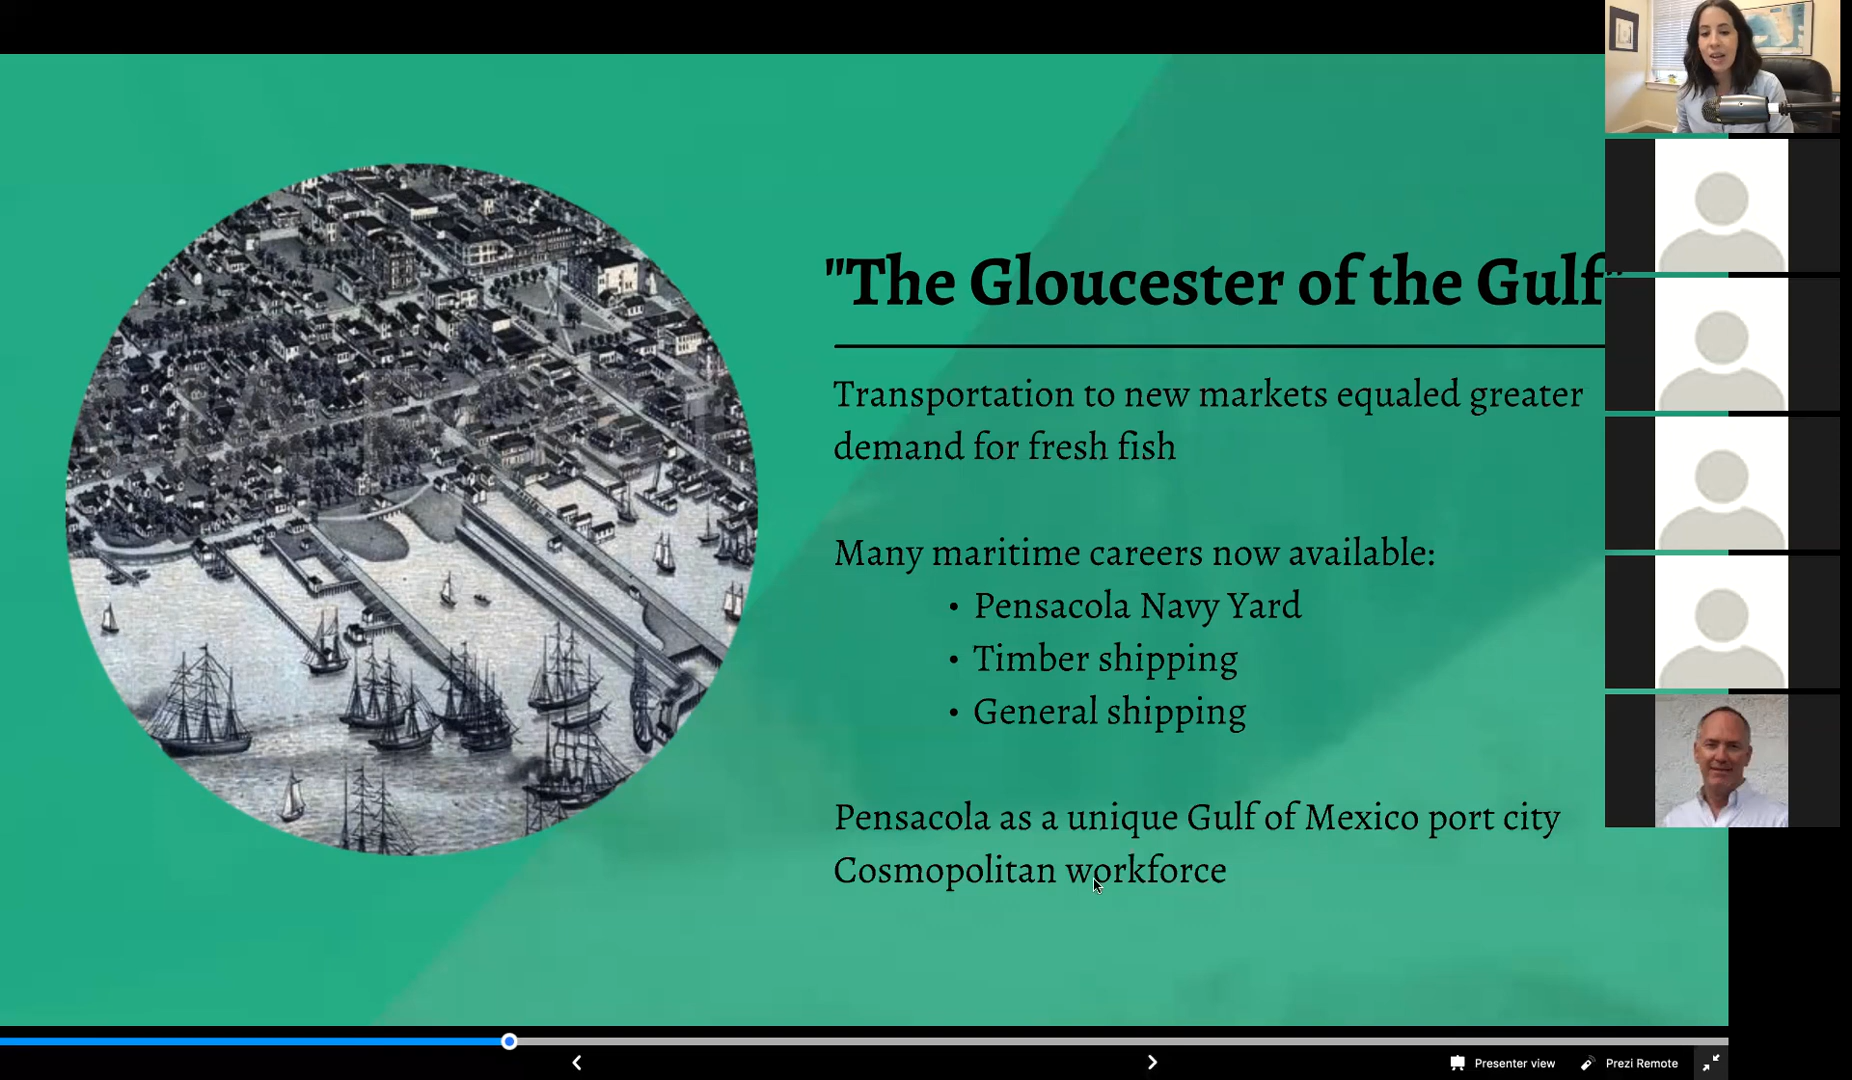 "The Gloucester of the Gulf"
Transportation to new markets equaled greater
demand for fresh fish
Many maritime careers now available:
• Pensacola Navy Yard
• Timber shipping
• General shipping
Pensacola as a unique Gulf of Mexico port city
Cosmopolitan workforce
Presenter view
Prezi Remote